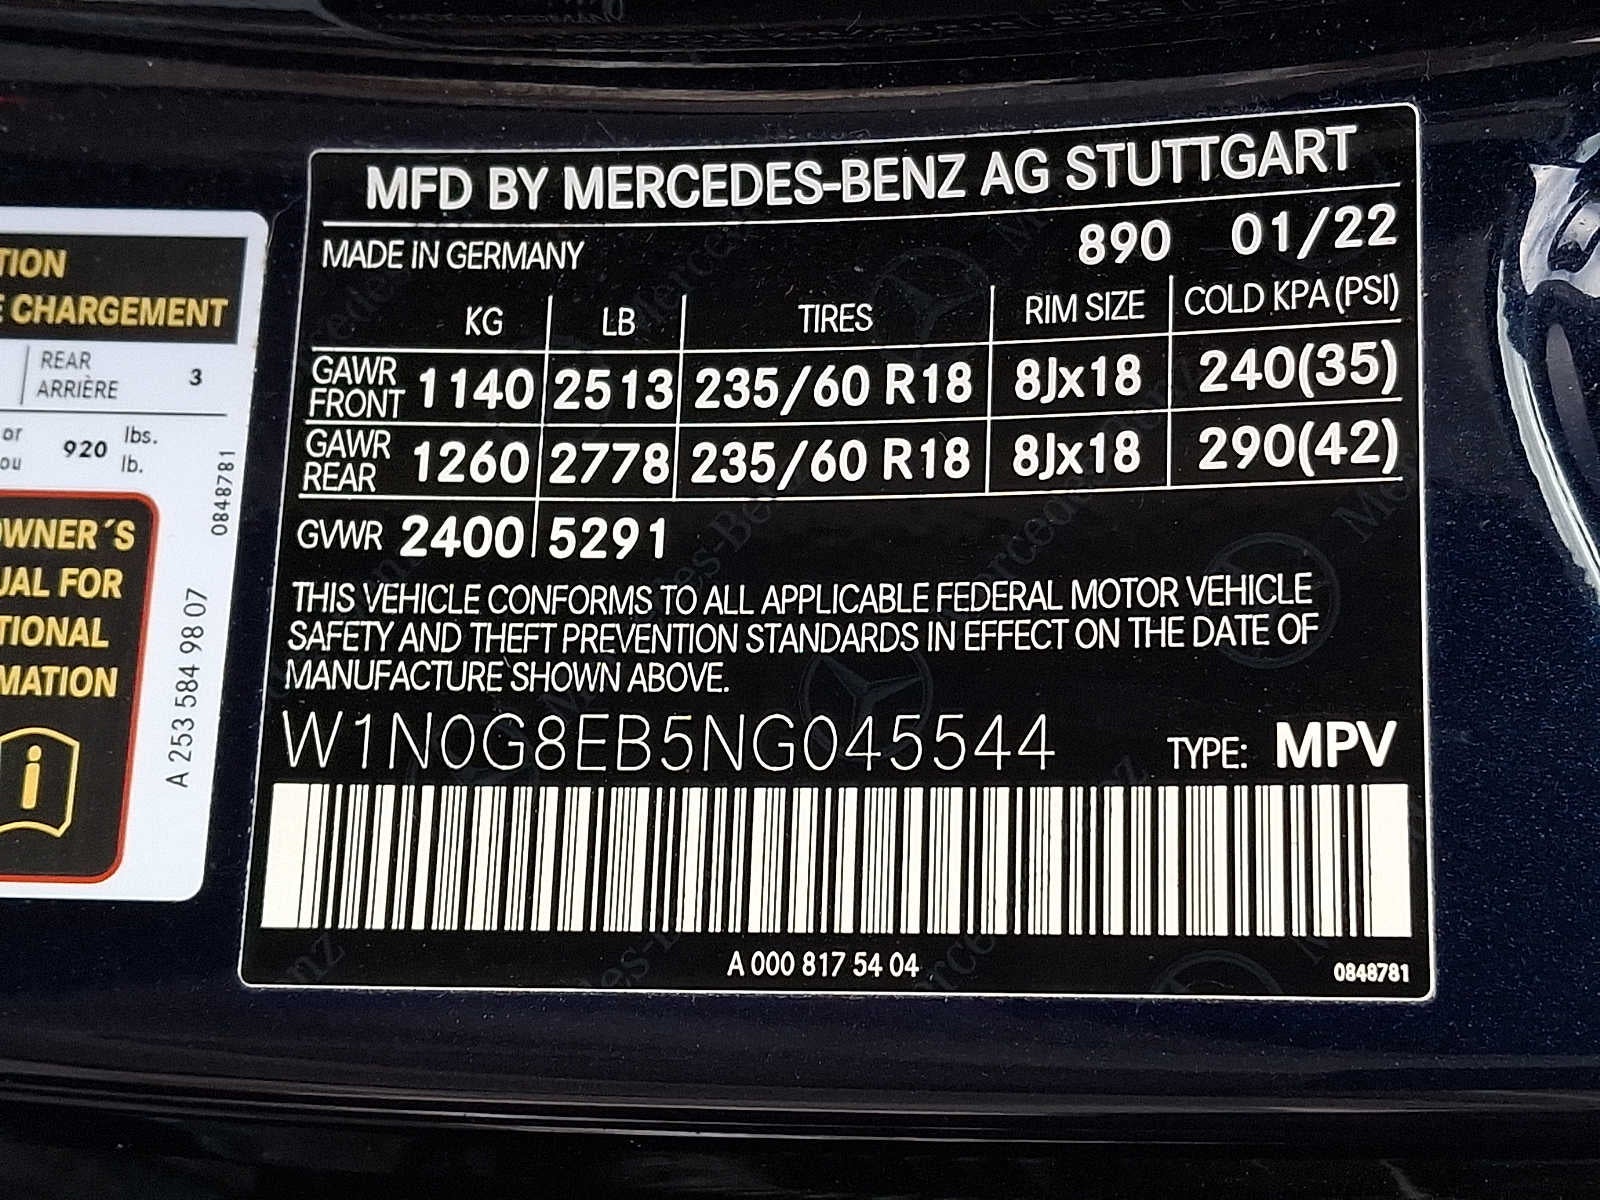 TION
E CHARGEMENT
REAR
ARRIÈRE 3
or 920 lbs.
ou lb.
OWNER´S
UAL FOR
TIONAL
MATION
i
0848781
A 253 584 98 07
MFD BY MERCEDES-BENZ AG STUTTGART
MADE IN GERMANY 890 01/22
KG LB TIRES RIM SIZE COLD KPA (PSI)
GAWR FRONT 1140 2513 235/60 R18 8Jx18 240(35)
GAWR REAR 1260 2778 235/60 R18 8Jx18 290(42)
GVWR 2400 5291
THIS VEHICLE CONFORMS TO ALL APPLICABLE FEDERAL MOTOR VEHICLE
SAFETY AND THEFT PREVENTION STANDARDS IN EFFECT ON THE DATE OF
MANUFACTURE SHOWN ABOVE.
W1N0G8EB5NG045544 TYPE: MPV
A 000 817 54 04 0848781